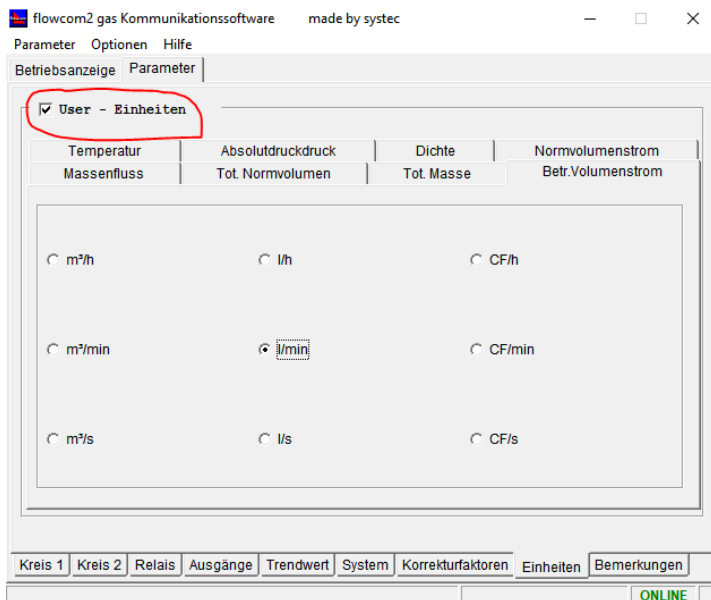 flowcom2 gas Kommunikationssoftware made by systec
Parameter Optionen Hilfe
Betriebsanzeige Parameter
User - Einheiten
Temperatur Absolutdruckdruck Dichte Normvolumenstrom
Massenfluss Tot. Normvolumen Tot. Masse Betr.Volumenstrom
m³/h l/h CF/h
m³/min l/min CF/min
m³/s l/s CF/s
Kreis 1 Kreis 2 Relais Ausgänge Trendwert System Korrekturfaktoren Einheiten Bemerkungen
ONLINE